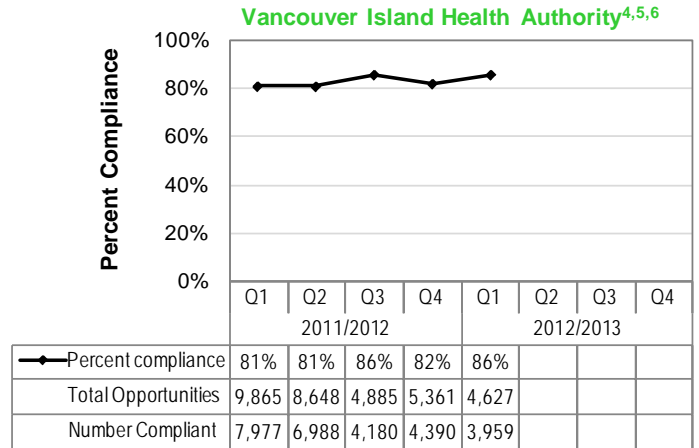 Vancouver Island Health Authority4,5,6
Percent Compliance
100%
80%
60%
40%
20%
0%
Q1 Q2 Q3 Q4 Q1 Q2 Q3 Q4
2011/2012 2012/2013
Percent compliance 81% 81% 86% 82% 86%
Total Opportunities 9,865 8,648 4,885 5,361 4,627
Number Compliant 7,977 6,988 4,180 4,390 3,959